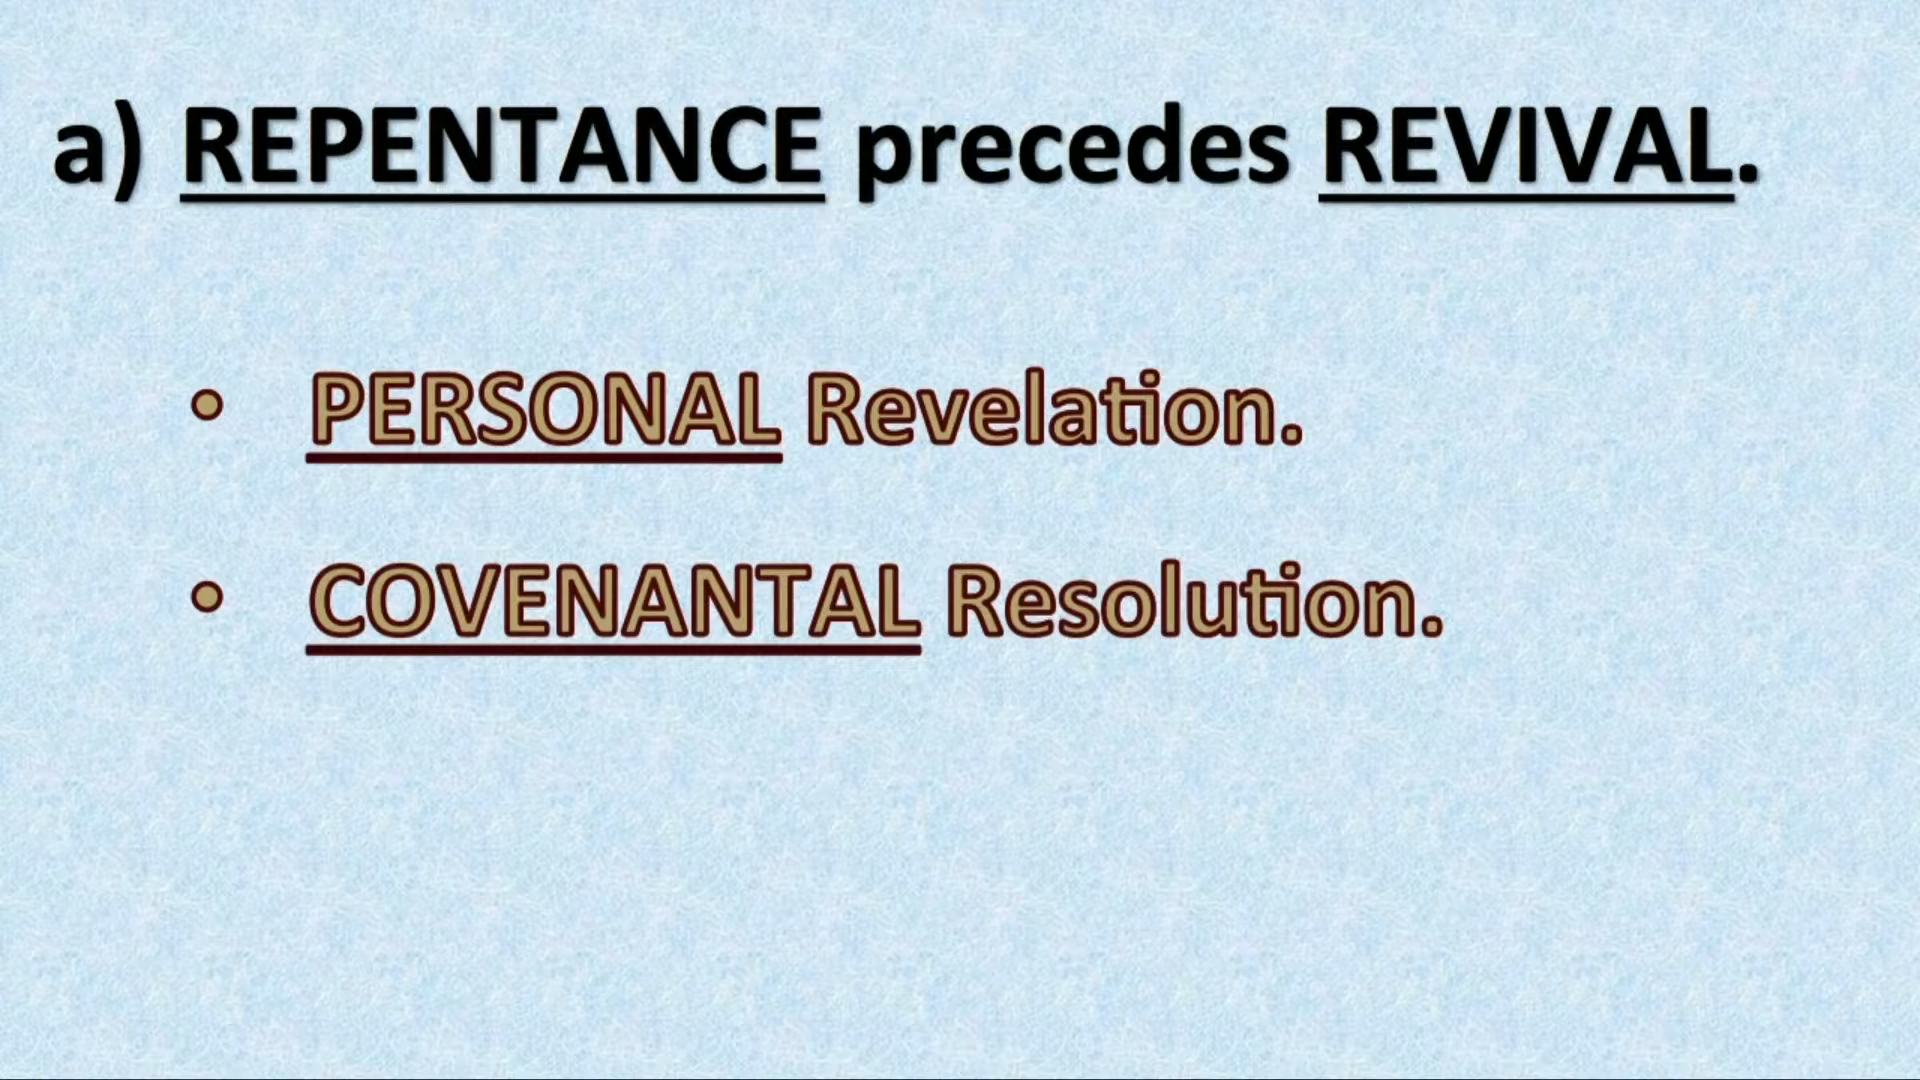 a) REPENTANCE precedes REVIVAL.
• PERSONAL Revelation.
• COVENANTAL Resolution.